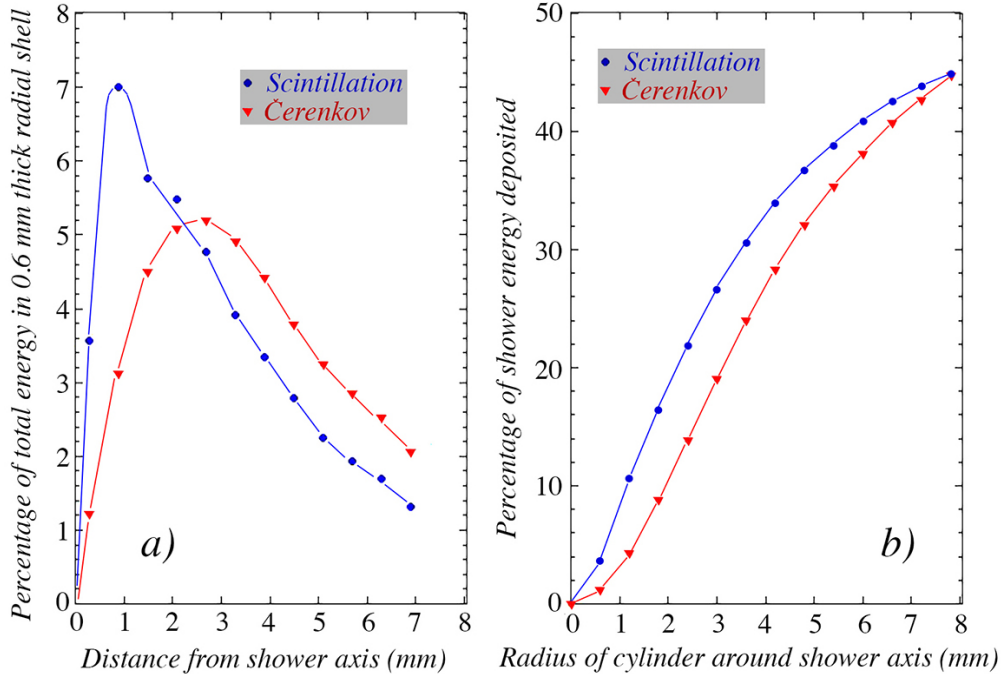 Percentage of total energy in 0.6 mm thick radial shell
8
7
6
5
4
3
2
1
0
Scintillation
Čerenkov
a)
0 1 2 3 4 5 6 7 8
Distance from shower axis (mm)
Percentage of shower energy deposited
50
40
30
20
10
0
Scintillation
Čerenkov
b)
0 1 2 3 4 5 6 7 8
Radius of cylinder around shower axis (mm)